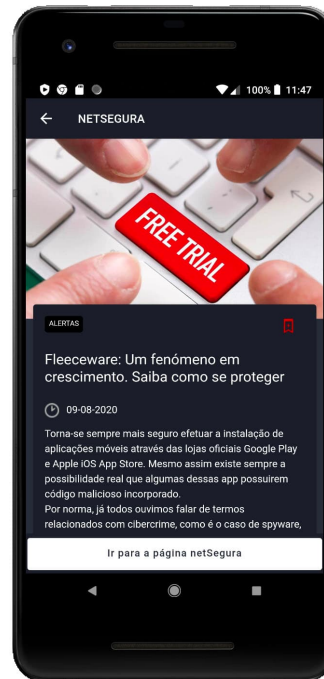 100% 11:47
NETSEGURA
FREE TRIAL
ALERTAS
Fleeceware: Um fenómeno em
crescimento. Saiba como se proteger
09-08-2020
Torna-se sempre mais seguro efetuar a instalação de
aplicações móveis através das lojas oficiais Google Play
e Apple iOS App Store. Mesmo assim existe sempre a
possibilidade real que algumas dessas app possuirem
código malicioso incorporado.
Por norma, já todos ouvimos falar de termos
relacionados com cibercrime, como é o caso de spyware,
Ir para a página netSegura